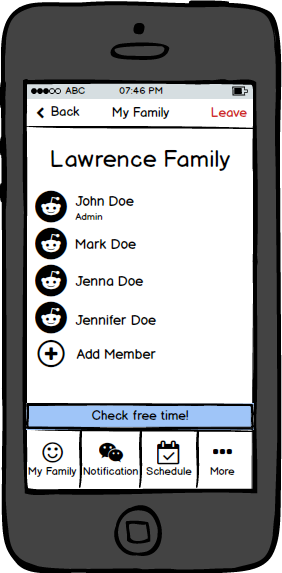 ABC 07:46 PM
Back My Family Leave
Lawrence Family
John Doe
Admin
Mark Doe
Jenna Doe
Jennifer Doe
Add Member
Check free time!
My Family Notification Schedule More